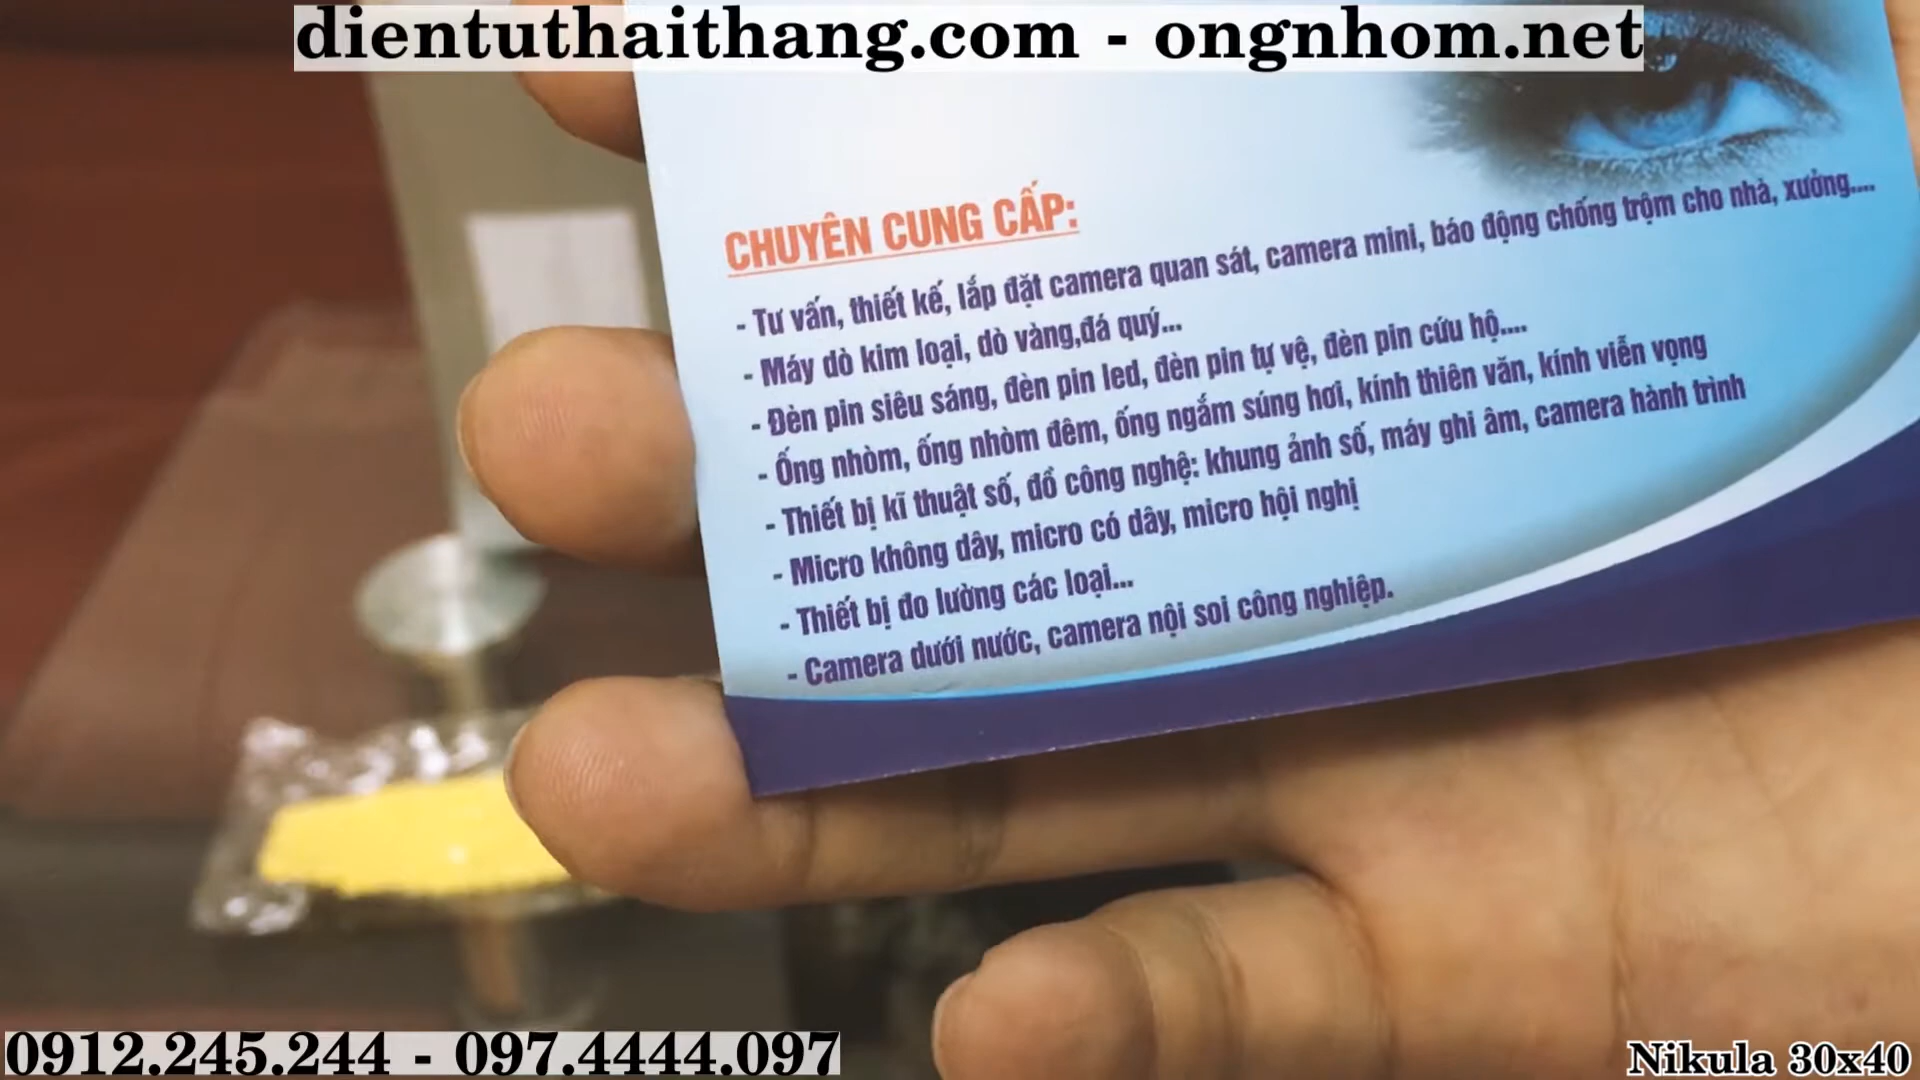 dientuthaithang.com - ongnhom.net
CHUYÊN CUNG CẤP:
- Tư vấn, thiết kế, lắp đặt camera quan sát, camera mini, báo động chống trộm cho nhà, xưởng....
- Máy dò kim loại, dò vàng,đá quý...
- Đèn pin siêu sáng, đèn pin led, đèn pin tự vệ, đèn pin cứu hộ....
- Ống nhòm, ống nhòm đêm, ống ngắm súng hơi, kính thiên văn, kính viễn vọng
- Thiết bị kĩ thuật số, đồ công nghệ: khung ảnh số, máy ghi âm, camera hành trình
- Micro không dây, micro có dây, micro hội nghị
- Thiết bị đo lường các loại...
- Camera dưới nước, camera nội soi công nghiệp.
0912.245.244 - 097.4444.097
Nikula 30x40